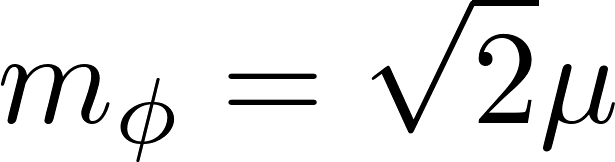 $m_\phi = \sqrt{2}\mu$